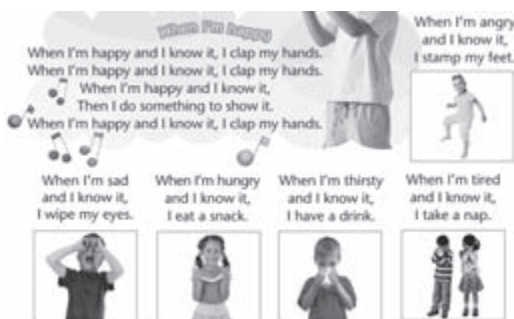 When I'm happy
When I'm happy and I know it, I clap my hands.
When I'm happy and I know it, I clap my hands.
When I'm happy and I know it,
Then I do something to show it.
When I'm happy and I know it, I clap my hands.
When I'm angry
and I know it,
I stamp my feet.
When I'm sad
and I know it,
I wipe my eyes.
When I'm hungry
and I know it,
I eat a snack.
When I'm thirsty
and I know it,
I have a drink.
When I'm tired
and I know it,
I take a nap.